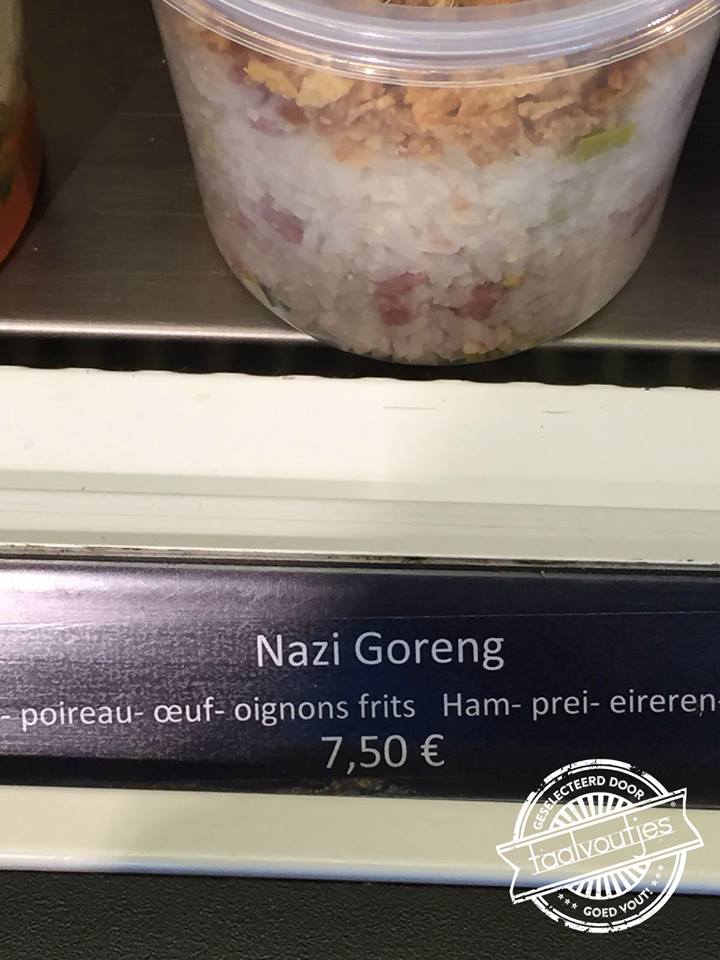 Nazi Goreng
- poireau- œuf- oignons frits Ham- prei- eireren-
7,50 €
GESELECTEERD DOOR
taalvoutjes®
*** GOED VOUT! ***